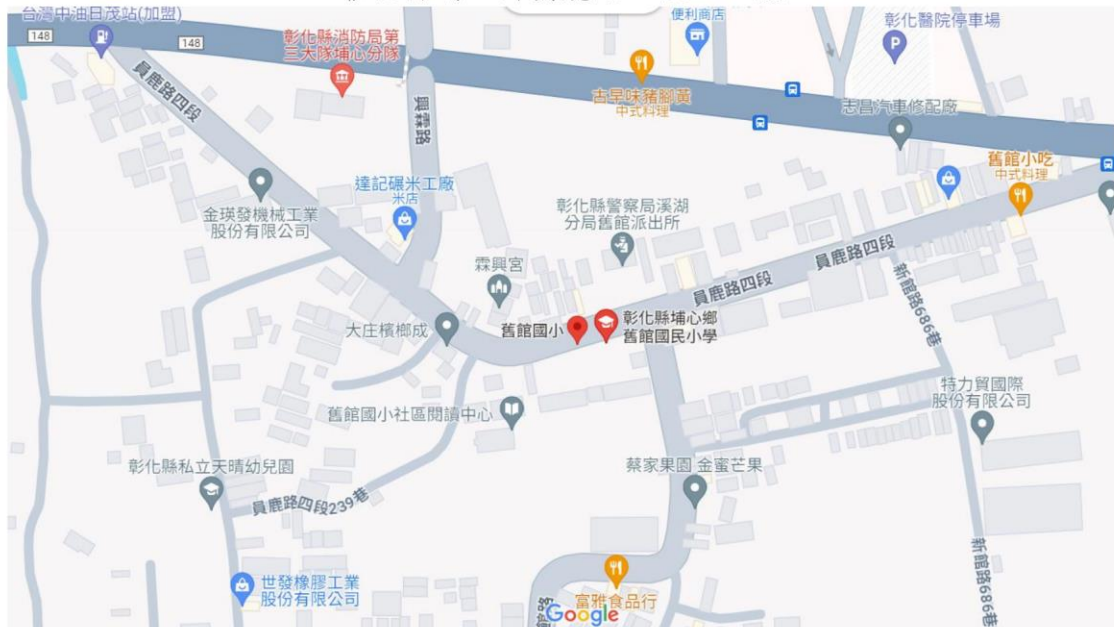 台灣中油日茂站(加盟)
148
148
彰化縣消防局第
三大隊埔心分隊
便利商店
彰化醫院停車場
員鹿路四段
興霖路
古早味豬腳黃
中式料理
志昌汽車修配廠
舊館小吃
中式料理
達記碾米工廠
米店
金瑛發機械工業
股份有限公司
彰化縣警察局溪湖
分局舊館派出所
霖興宮
員鹿路四段
員鹿路四段
新館路686巷
大庄檳榔成
舊館國小
彰化縣埔心鄉
舊館國民小學
特力貿國際
股份有限公司
舊館國小社區閱讀中心
彰化縣私立天晴幼兒園
蔡家果園 金蜜芒果
員鹿路四段239巷
新館路686巷
世發橡膠工業
股份有限公司
富雅食品行
Google